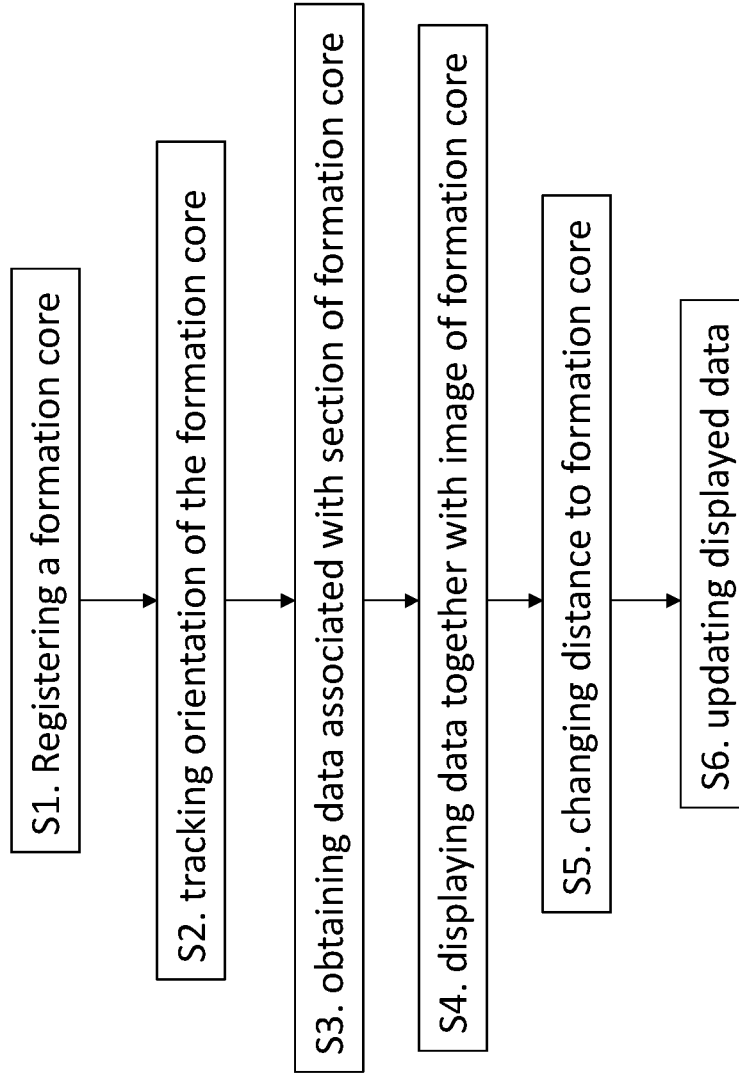 S1. Registering a formation core
S2. tracking orientation of the formation core
S3. obtaining data associated with section of formation core
S4. displaying data together with image of formation core
S5. changing distance to formation core
S6. updating displayed data